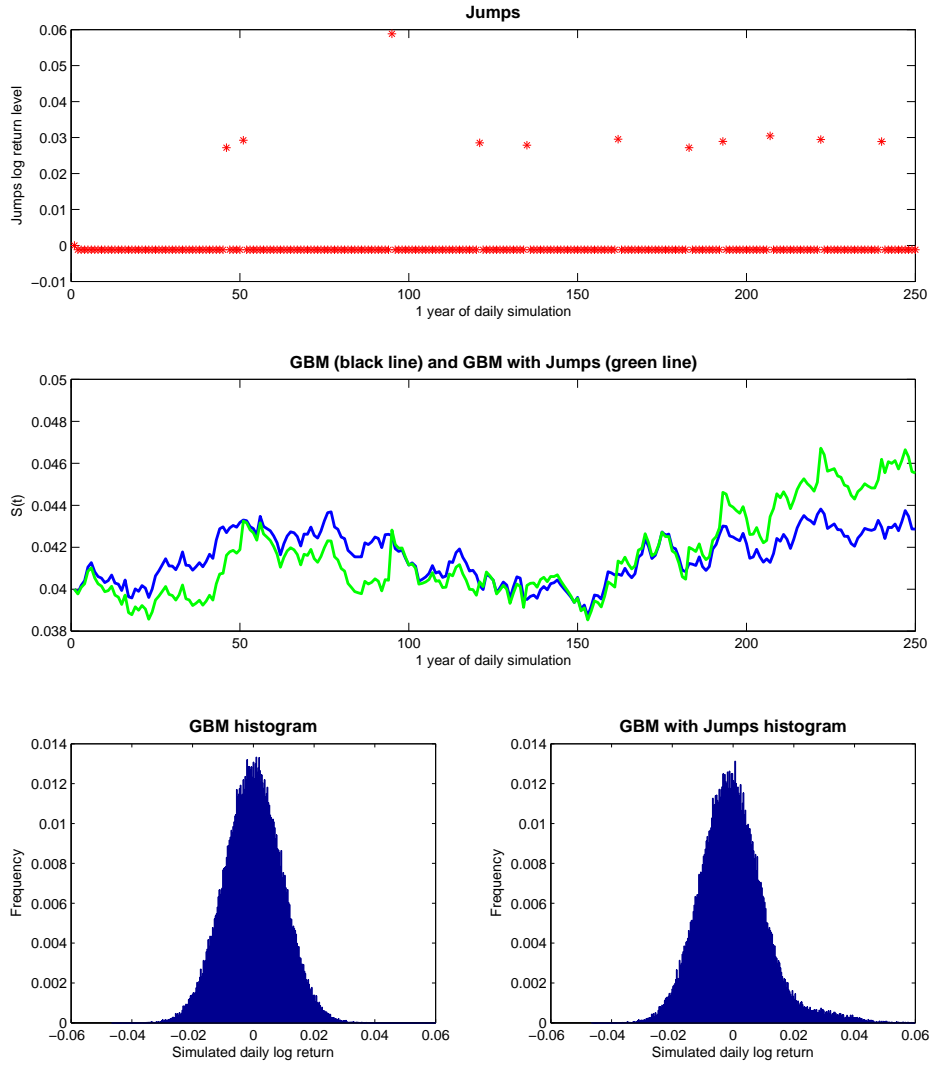 Jumps
0.06
0.05
0.04
0.03
0.02
0.01
0
−0.01
Jumps log return level
0 50 100 150 200 250
1 year of daily simulation
GBM (black line) and GBM with Jumps (green line)
0.05
0.048
0.046
0.044
0.042
0.04
0.038
S(t)
0 50 100 150 200 250
1 year of daily simulation
GBM histogram
0.014
0.012
0.01
0.008
0.006
0.004
0.002
0
Frequency
−0.06 −0.04 −0.02 0 0.02 0.04 0.06
Simulated daily log return
GBM with Jumps histogram
0.014
0.012
0.01
0.008
0.006
0.004
0.002
0
Frequency
−0.06 −0.04 −0.02 0 0.02 0.04 0.06
Simulated daily log return